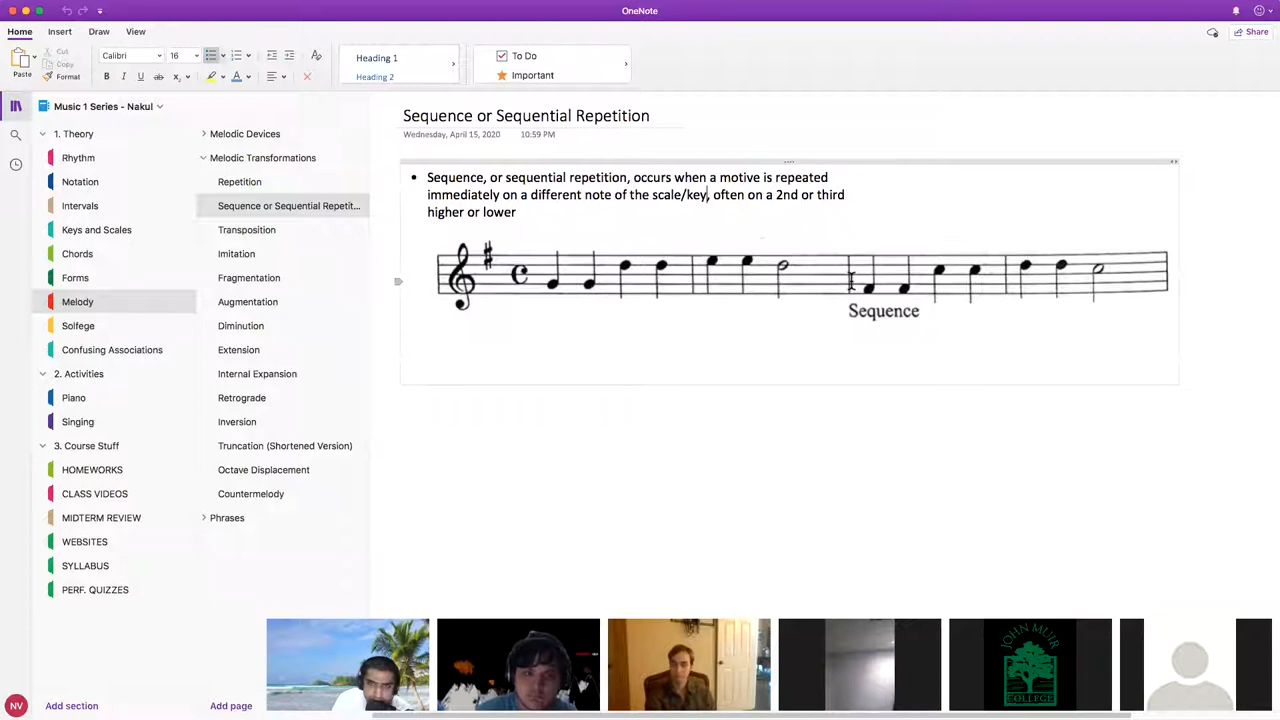 OneNote
Home Insert Draw View
Share
Paste
Cut
Copy
Format
Calibri 16
B I U ab x
A
Heading 1
Heading 2
To Do
Important
Music 1 Series - Nakul
1. Theory
Rhythm
Notation
Intervals
Keys and Scales
Chords
Forms
Melody
Solfege
Confusing Associations
2. Activities
Piano
Singing
3. Course Stuff
HOMEWORKS
CLASS VIDEOS
MIDTERM REVIEW
WEBSITES
SYLLABUS
PERF. QUIZZES
NV
Add section
Melodic Devices
Melodic Transformations
Repetition
Sequence or Sequential Repetit...
Transposition
Imitation
Fragmentation
Augmentation
Diminution
Extension
Internal Expansion
Retrograde
Inversion
Truncation (Shortened Version)
Octave Displacement
Countermelody
Phrases
Add page
Sequence or Sequential Repetition
Wednesday, April 15, 2020 10:59 PM
• Sequence, or sequential repetition, occurs when a motive is repeated
immediately on a different note of the scale/key, often on a 2nd or third
higher or lower
Sequence
JOHN MUIR
COLLEGE